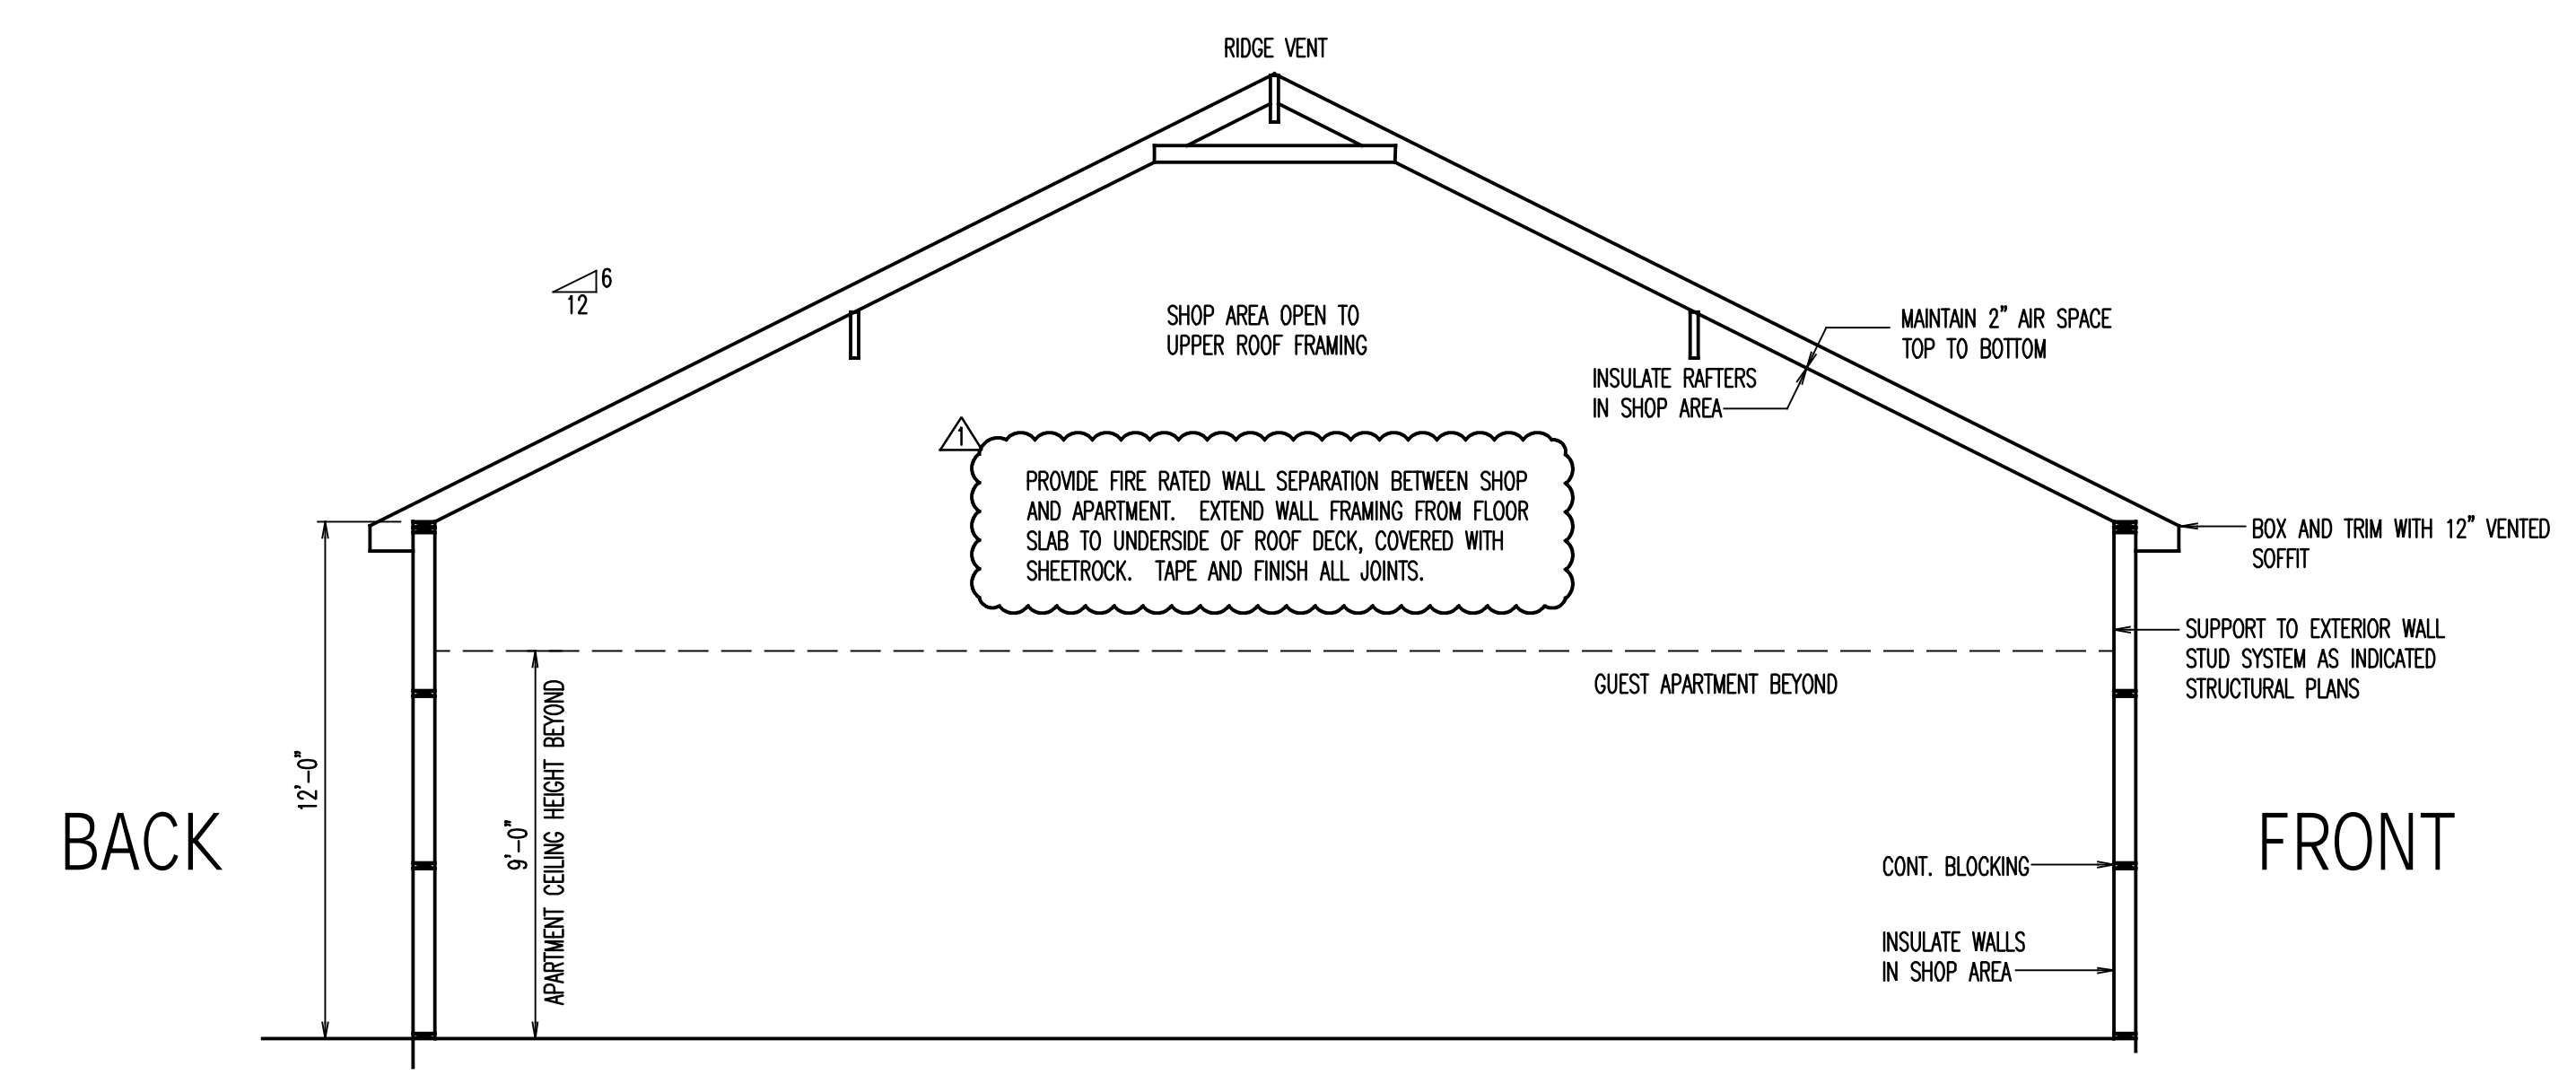 RIDGE VENT
6
12
SHOP AREA OPEN TO
UPPER ROOF FRAMING
MAINTAIN 2" AIR SPACE
TOP TO BOTTOM
INSULATE RAFTERS
IN SHOP AREA
1
PROVIDE FIRE RATED WALL SEPARATION BETWEEN SHOP
AND APARTMENT. EXTEND WALL FRAMING FROM FLOOR
SLAB TO UNDERSIDE OF ROOF DECK, COVERED WITH
SHEETROCK. TAPE AND FINISH ALL JOINTS.
BOX AND TRIM WITH 12" VENTED
SOFFIT
SUPPORT TO EXTERIOR WALL
STUD SYSTEM AS INDICATED
STRUCTURAL PLANS
GUEST APARTMENT BEYOND
12'-0"
9'-0"
APARTMENT CEILING HEIGHT BEYOND
BACK
FRONT
CONT. BLOCKING
INSULATE WALLS
IN SHOP AREA